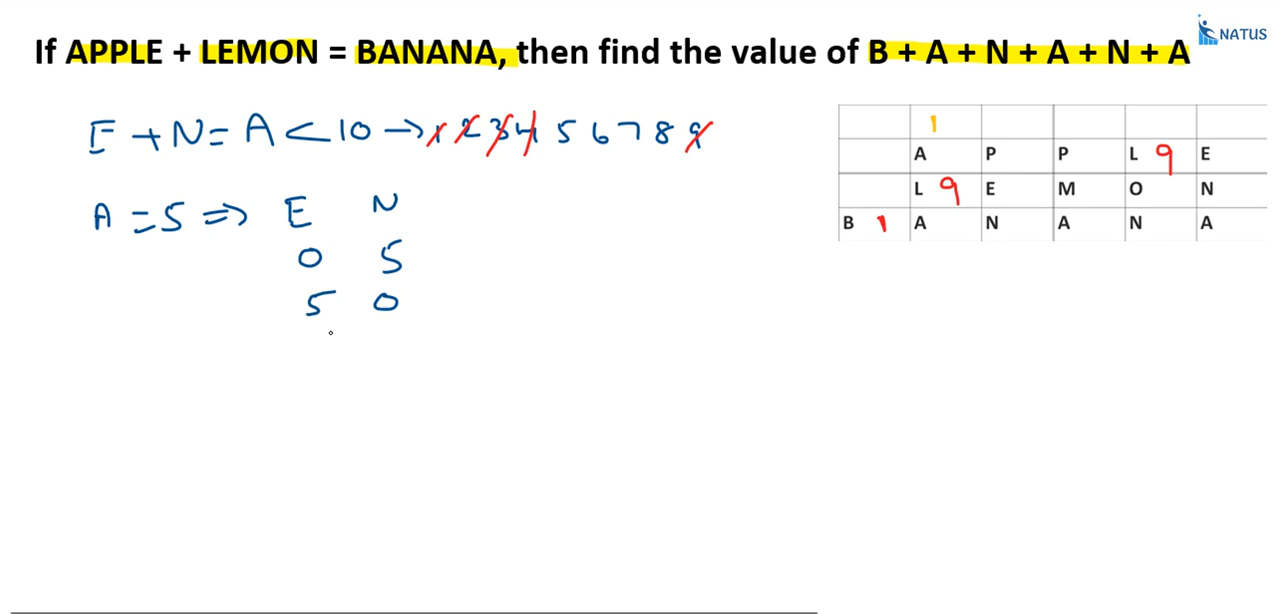 NATUS
If APPLE + LEMON = BANANA, then find the value of B + A + N + A + N + A
E + N = A < 10 → 1 2 3 4 5 6 7 8 9
A = 5 ⇒ E N
0 5
5 0
1
A P P L 9 E
L 9 E M O N
B 1 A N A N A